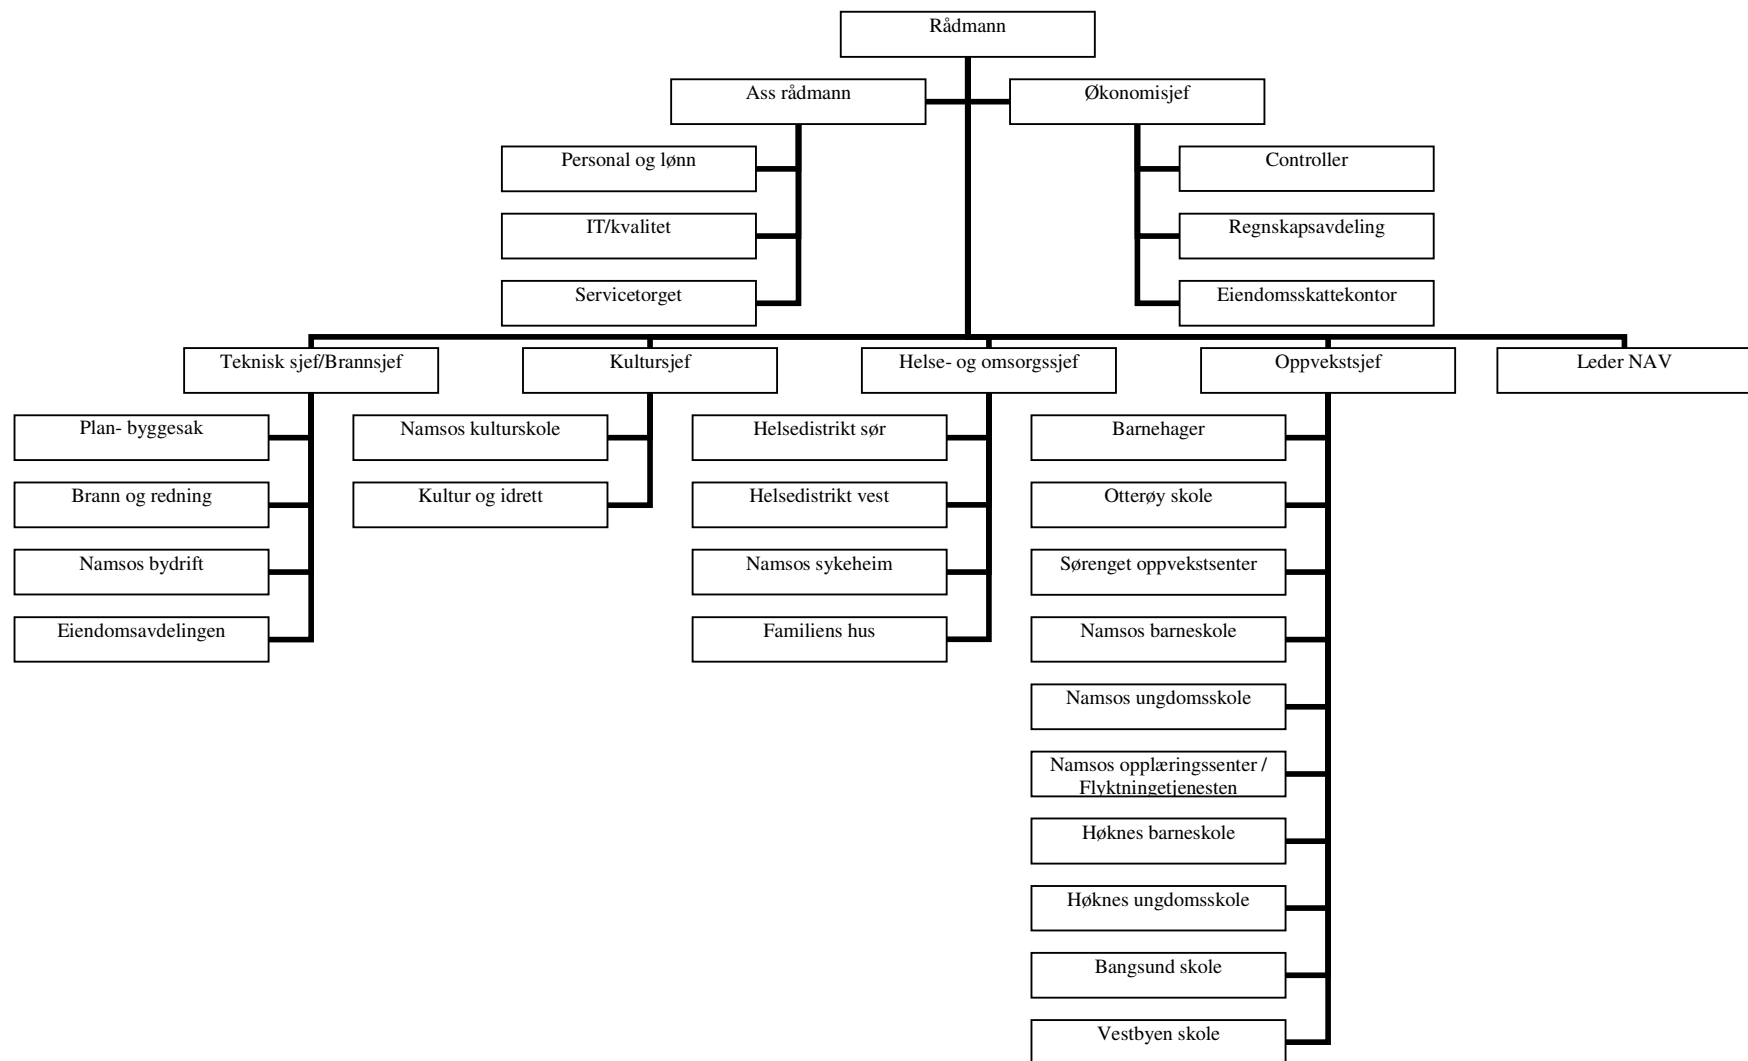 Rådmann
Ass rådmann
Økonomisjef
Personal og lønn
IT/kvalitet
Servicetorget
Controller
Regnskapsavdeling
Eiendomsskattekontor
Teknisk sjef/Brannsjef
Plan- byggesak
Brann og redning
Namsos bydrift
Eiendomsavdelingen
Kultursjef
Namsos kulturskole
Kultur og idrett
Helse- og omsorgssjef
Helsedistrikt sør
Helsedistrikt vest
Namsos sykeheim
Familiens hus
Oppvekstsjef
Barnehager
Otterøy skole
Sørenget oppvekstsenter
Namsos barneskole
Namsos ungdomsskole
Namsos opplæringssenter /
Flyktningetjenesten
Høknes barneskole
Høknes ungdomsskole
Bangsund skole
Vestbyen skole
Leder NAV